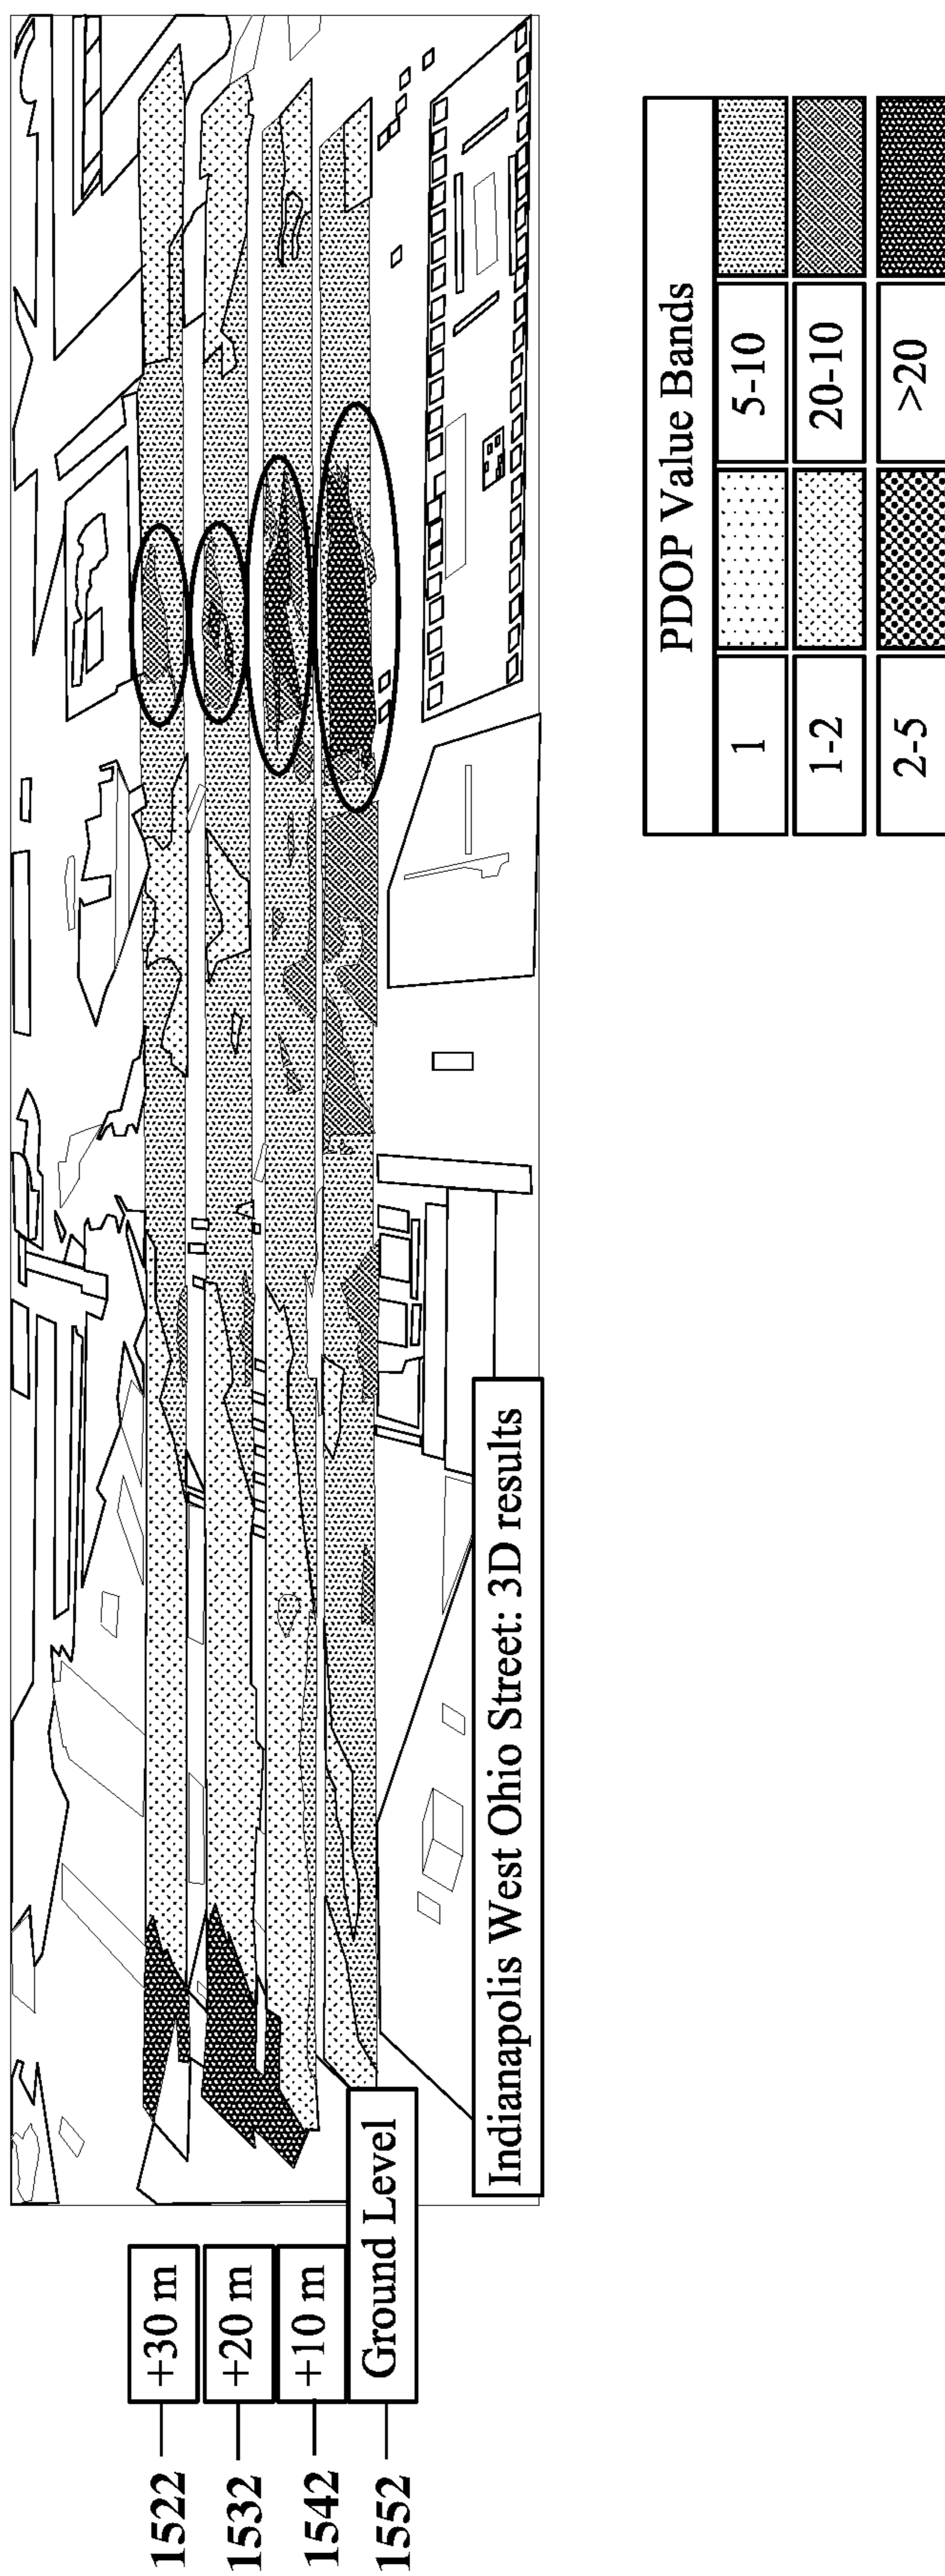 1522
+30 m
1532
+20 m
1542
+10 m
1552
Ground Level
Indianapolis West Ohio Street: 3D results
PDOP Value Bands
1
5-10
1-2
20-10
2-5
>20